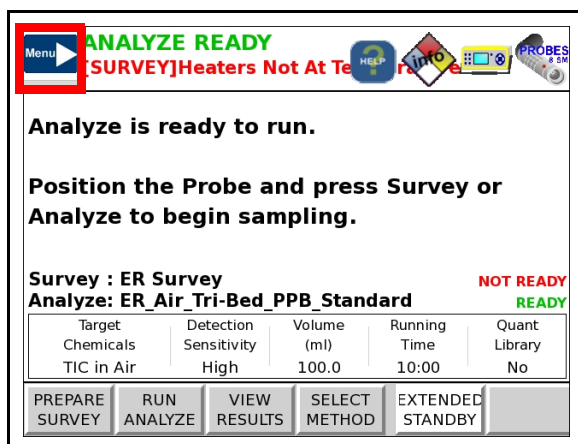 Menu
ANALYZE READY
[SURVEY]Heaters Not At Te
HELP
info
PROBES
& SM
Analyze is ready to run.
Position the Probe and press Survey or
Analyze to begin sampling.
Survey : ER Survey
NOT READY
Analyze: ER_Air_Tri-Bed_PPB_Standard
READY
Target Detection Volume Running Quant
Chemicals Sensitivity (ml) Time Library
TIC in Air High 100.0 10:00 No
PREPARE RUN VIEW SELECT EXTENDED
SURVEY ANALYZE RESULTS METHOD STANDBY